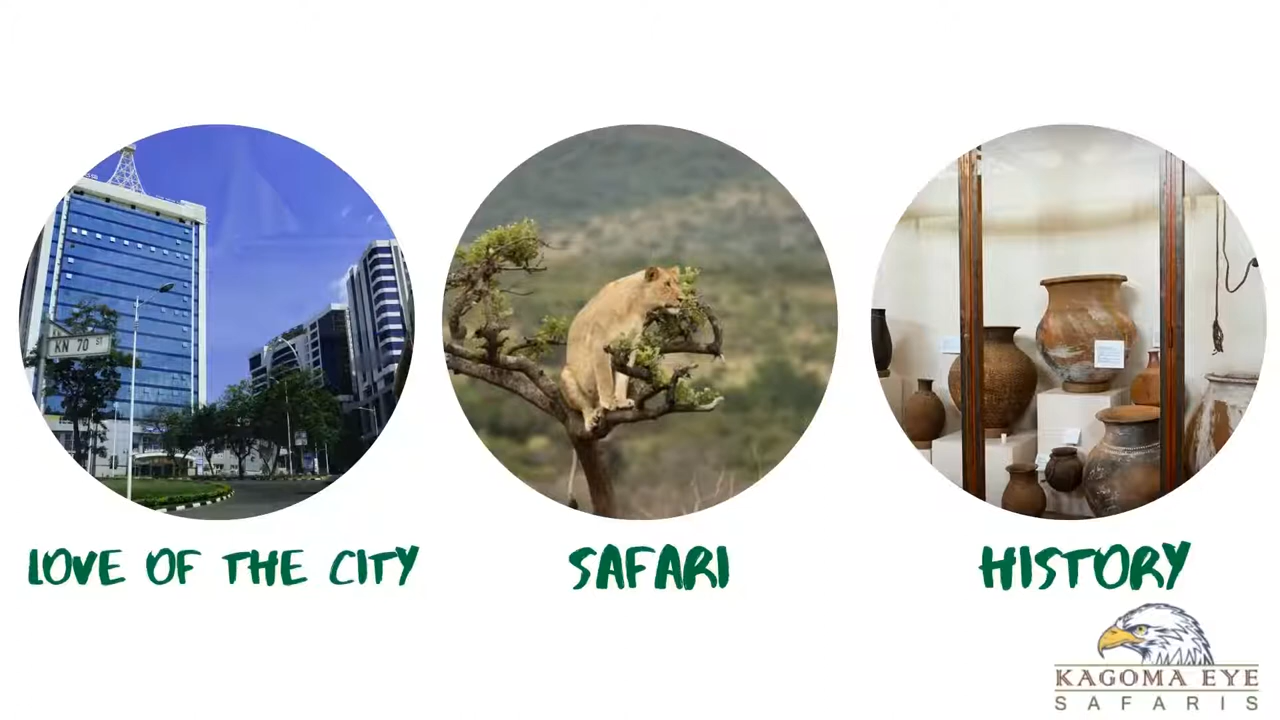 KN 70 ST
LOVE OF THE CITY
SAFARI
HISTORY
KAGOMA EYE
SAFARIS